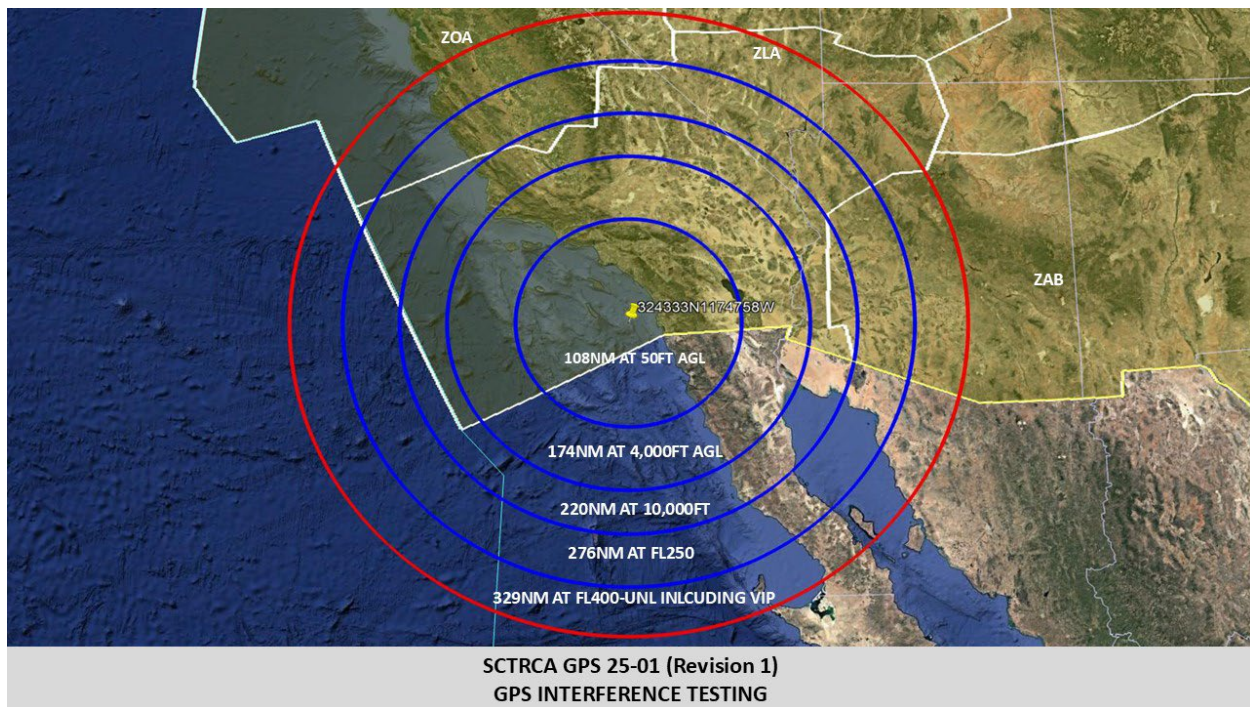 ZOA
ZLA
ZAB
324333N1174758W
108NM AT 50FT AGL
174NM AT 4,000FT AGL
220NM AT 10,000FT
276NM AT FL250
329NM AT FL400-UNL INLCUDING VIP
SCTRCA GPS 25-01 (Revision 1)
GPS INTERFERENCE TESTING